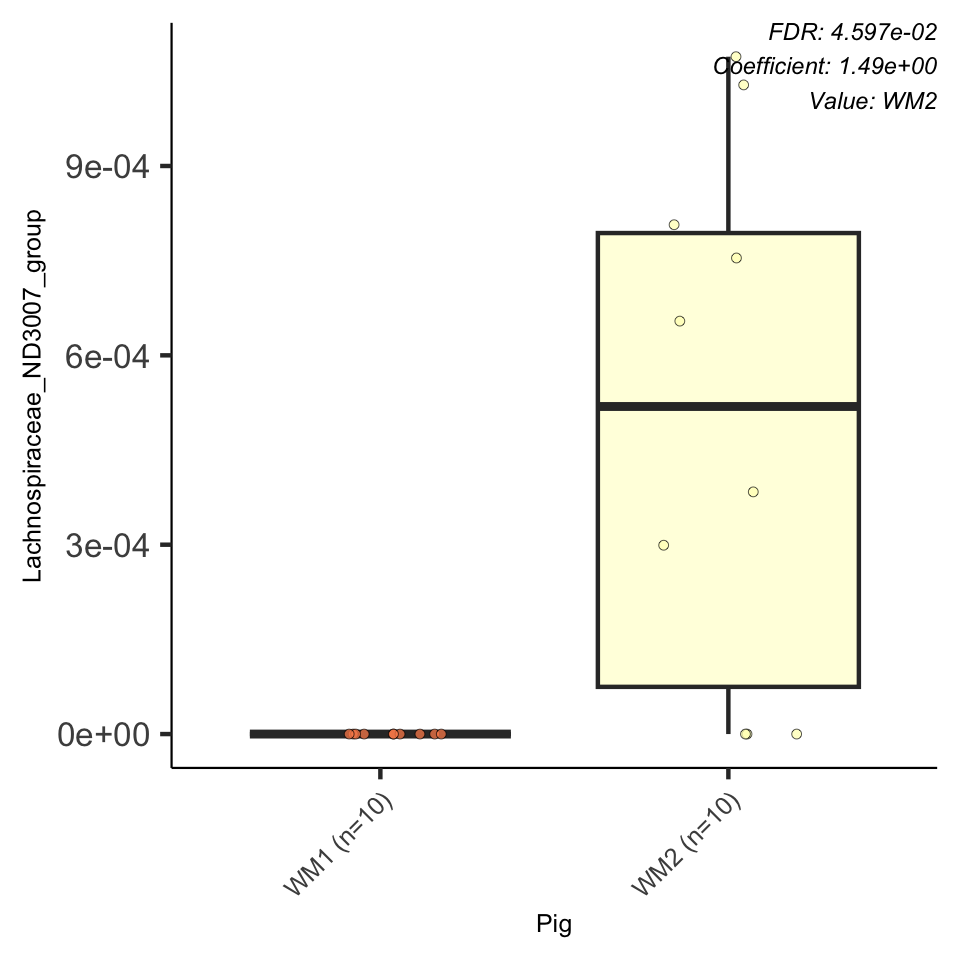 FDR: 4.597e-02
Coefficient: 1.49e+00
Value: WM2
9e-04
6e-04
3e-04
0e+00
Lachnospiraceae_ND3007_group
WM1 (n=10)
WM2 (n=10)
Pig